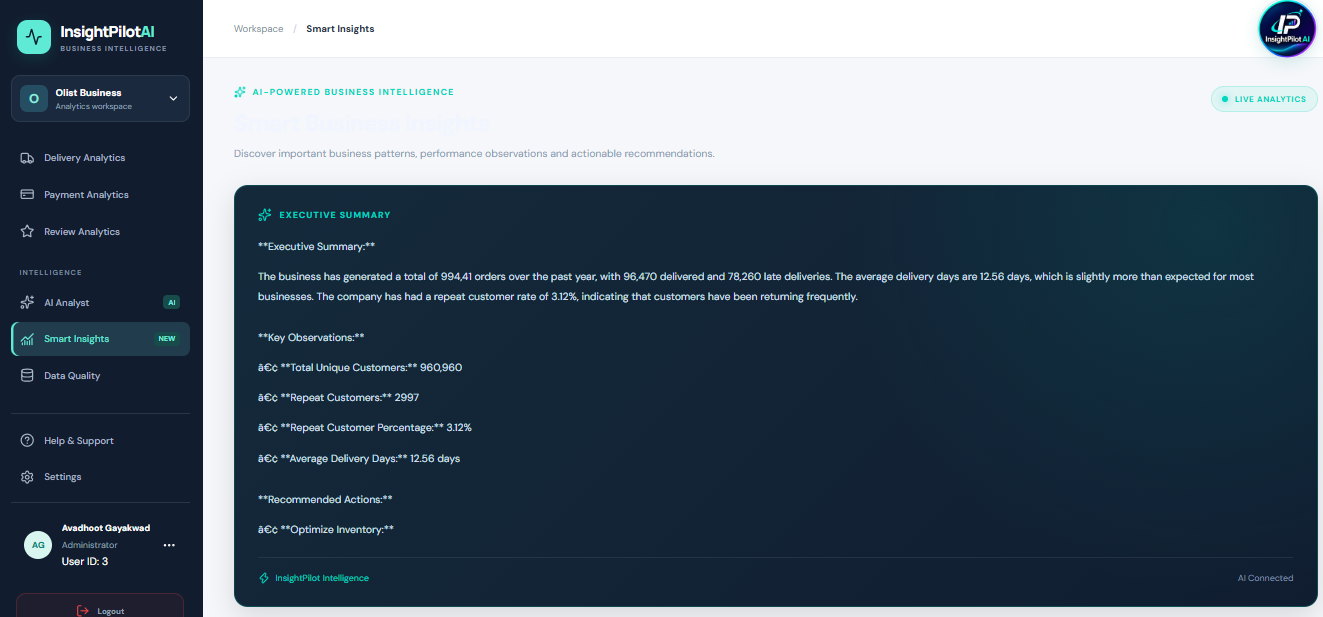 InsightPilotAI
BUSINESS INTELLIGENCE
O
Olist Business
Analytics workspace
Delivery Analytics
Payment Analytics
Review Analytics
INTELLIGENCE
AI Analyst
AI
Smart Insights
NEW
Data Quality
Help & Support
Settings
AG
Avadhoot Gayakwad
Administrator
User ID: 3
Logout
Workspace / Smart Insights
IP
InsightPilot AI
AI-POWERED BUSINESS INTELLIGENCE
LIVE ANALYTICS
Smart Business Insights
Discover important business patterns, performance observations and actionable recommendations.
EXECUTIVE SUMMARY
**Executive Summary:**
The business has generated a total of 994,41 orders over the past year, with 96,470 delivered and 78,260 late deliveries. The average delivery days are 12.56 days, which is slightly more than expected for most
businesses. The company has had a repeat customer rate of 3.12%, indicating that customers have been returning frequently.
**Key Observations:**
â€¢ **Total Unique Customers:** 960,960
â€¢ **Repeat Customers:** 2997
â€¢ **Repeat Customer Percentage:** 3.12%
â€¢ **Average Delivery Days:** 12.56 days
**Recommended Actions:**
â€¢ **Optimize Inventory:**
InsightPilot Intelligence
AI Connected